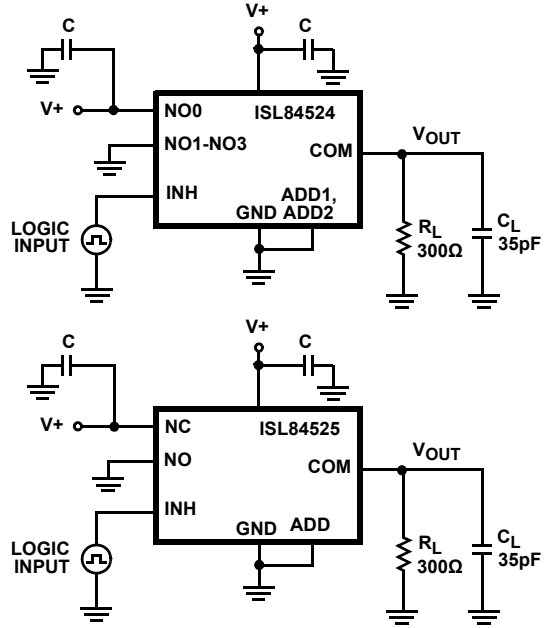 V+
C
C
V+
NO0
ISL84524
NO1-NO3
COM
VOUT
INH
ADD1,
GND ADD2
LOGIC
INPUT
RL
300Ω
CL
35pF
V+
C
C
V+
NC
ISL84525
NO
COM
VOUT
INH
GND
ADD
LOGIC
INPUT
RL
300Ω
CL
35pF